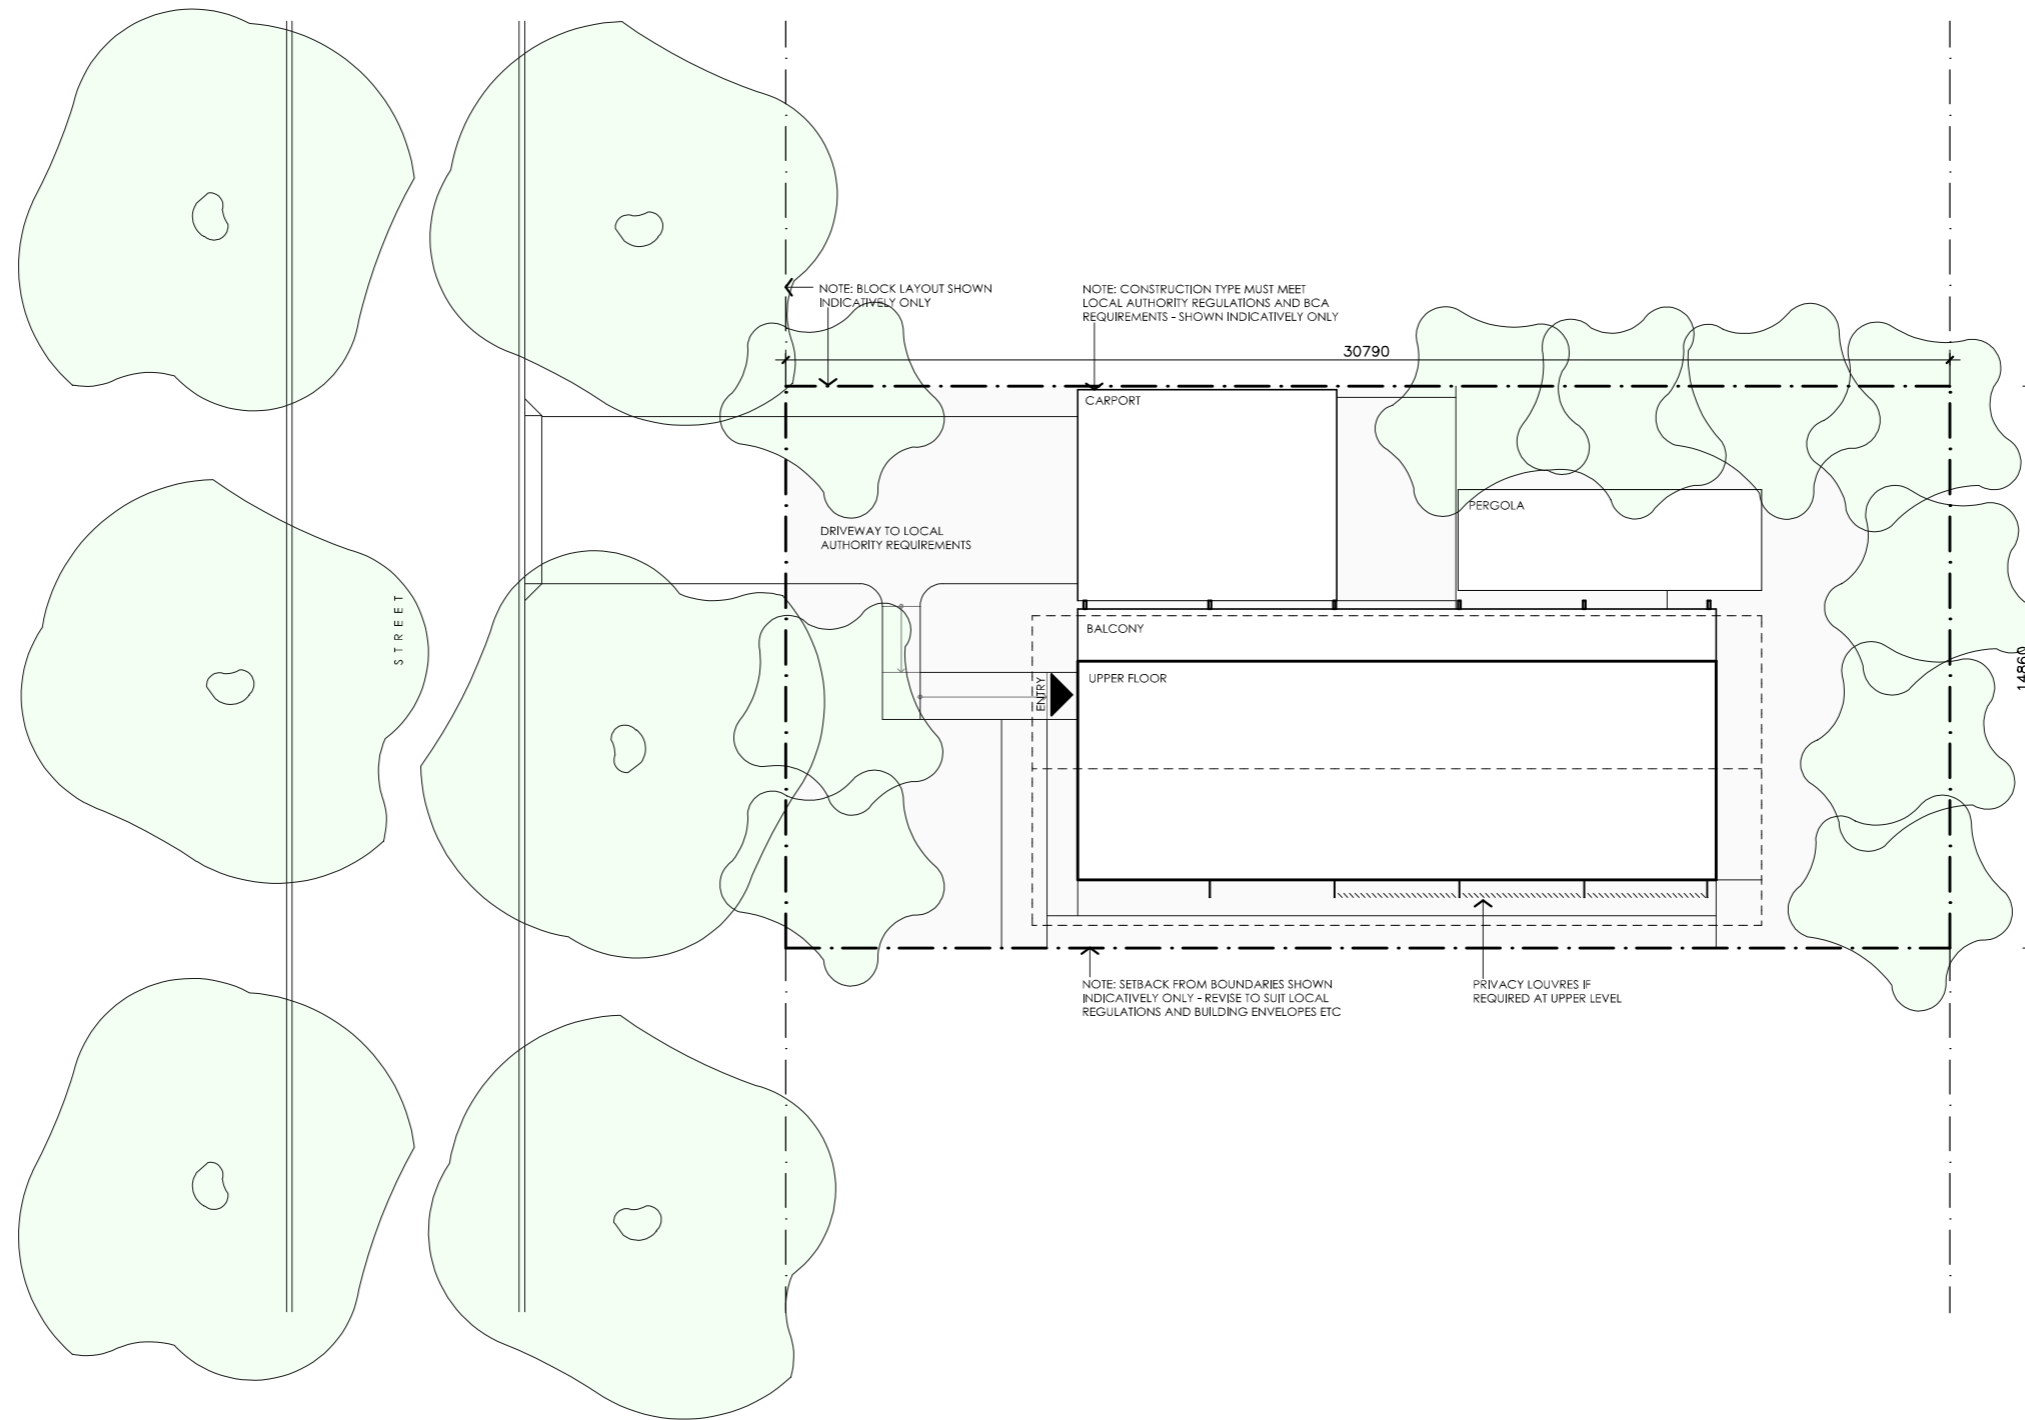 NOTE: BLOCK LAYOUT SHOWN
INDICATIVELY ONLY
NOTE: CONSTRUCTION TYPE MUST MEET
LOCAL AUTHORITY REGULATIONS AND BCA
REQUIREMENTS - SHOWN INDICATIVELY ONLY
30790
CARPORT
PERGOLA
DRIVEWAY TO LOCAL
AUTHORITY REQUIREMENTS
STREET
BALCONY
14860
ENTRY
UPPER FLOOR
NOTE: SETBACK FROM BOUNDARIES SHOWN
INDICATIVELY ONLY - REVISE TO SUIT LOCAL
REGULATIONS AND BUILDING ENVELOPES ETC
PRIVACY LOUVRES IF
REQUIRED AT UPPER LEVEL